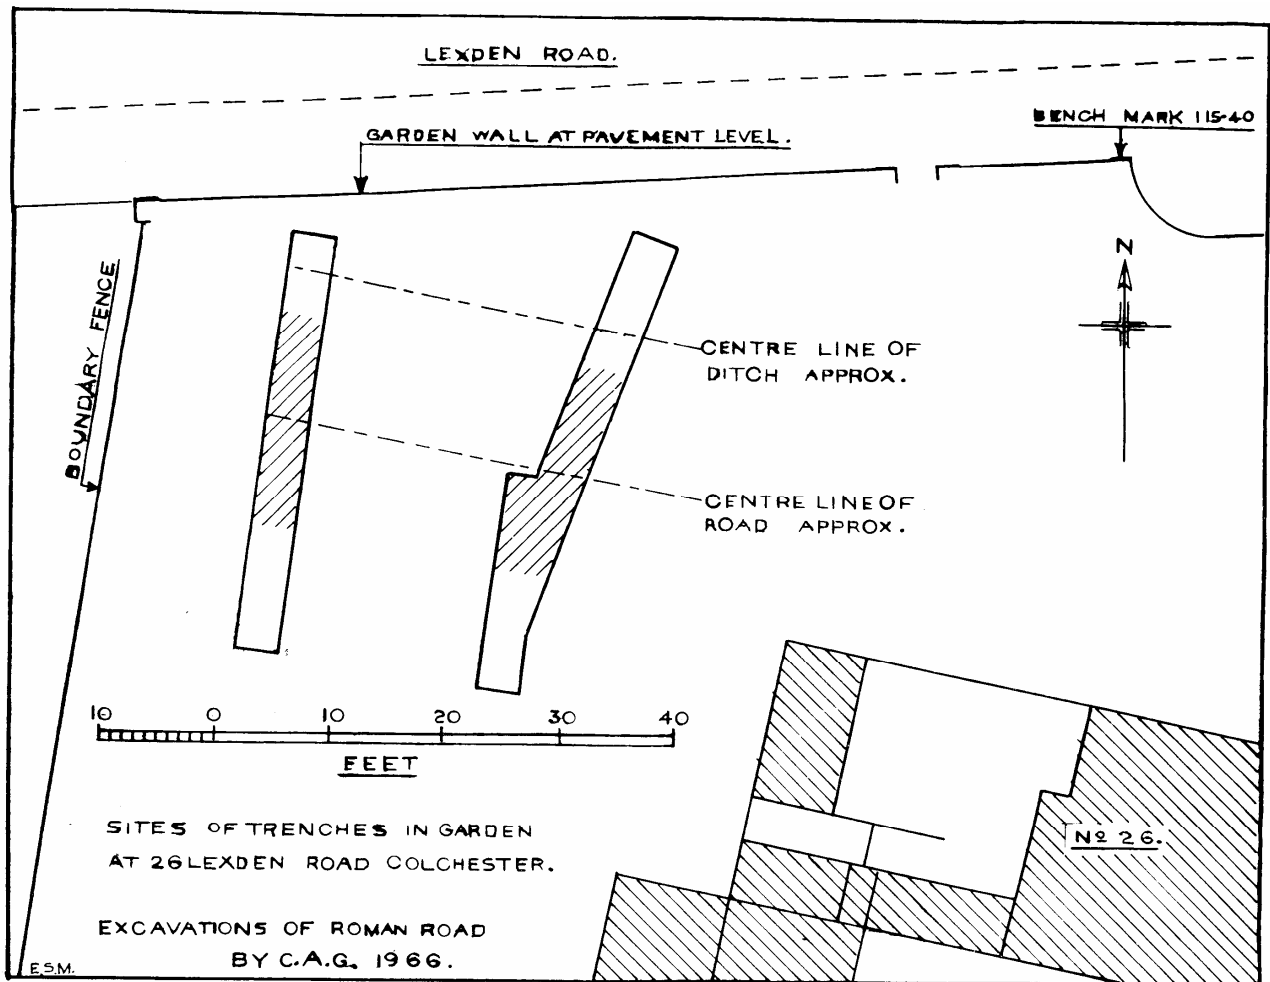 LEXDEN ROAD.
BENCH MARK 115·40
GARDEN WALL AT PAVEMENT LEVEL.
N
BOUNDARY FENCE
CENTRE LINE OF
DITCH APPROX.
CENTRE LINE OF
ROAD APPROX.
10 0 10 20 30 40
FEET
SITES OF TRENCHES IN GARDEN
AT 26 LEXDEN ROAD COLCHESTER.
Nº 26.
EXCAVATIONS OF ROMAN ROAD
BY C.A.G. 1966.
E.S.M.